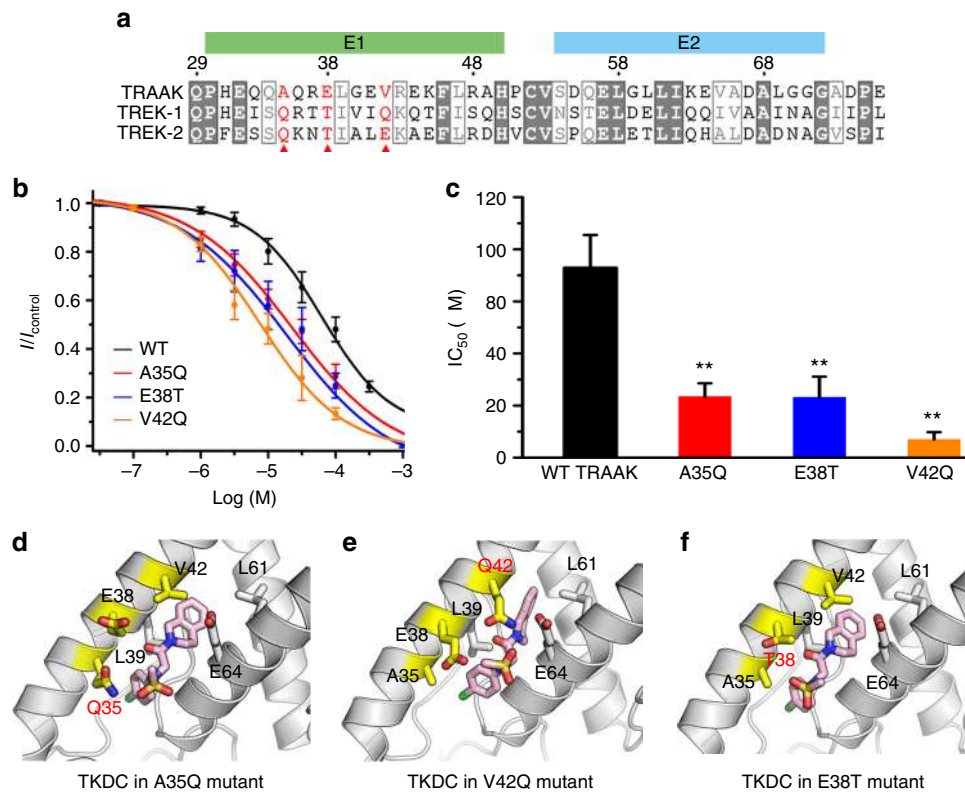 a
E1 E2
29 38 48 58 68
TRAAK QPHEQQAQRELGEVREKFLRAHPCVSDQELGLLIKEVADALGGGADPE
TREK-1 QPHEISQRTTIVIQKQTFISQHSCVNSTELDELIQQIVAAINAGIIPL
TREK-2 QPFESSQKNTIALEKAEFLRDHVCVSPQELETLIQHALDADNAGVSPI
b
I/Icontrol
1.0
0.8
0.6
0.4
0.2
0.0
WT
A35Q
E38T
V42Q
–7 –6 –5 –4 –3
Log (M)
c
IC50 ( M)
120
100
80
60
40
20
0
** ** **
WT TRAAK A35Q E38T V42Q
d
V42
L61
E38
L39
E64
Q35
TKDC in A35Q mutant
e
Q42
L61
L39
E38
A35
E64
TKDC in V42Q mutant
f
V42
L61
L39
T38
A35
E64
TKDC in E38T mutant